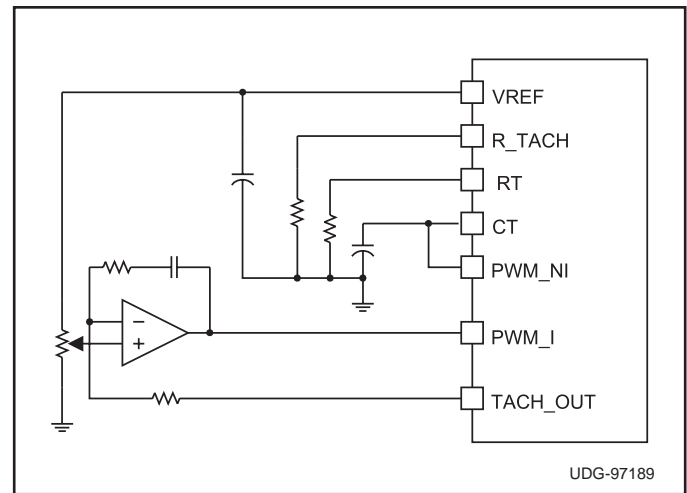 VREF
R_TACH
RT
CT
PWM_NI
PWM_I
TACH_OUT
−
+
UDG-97189